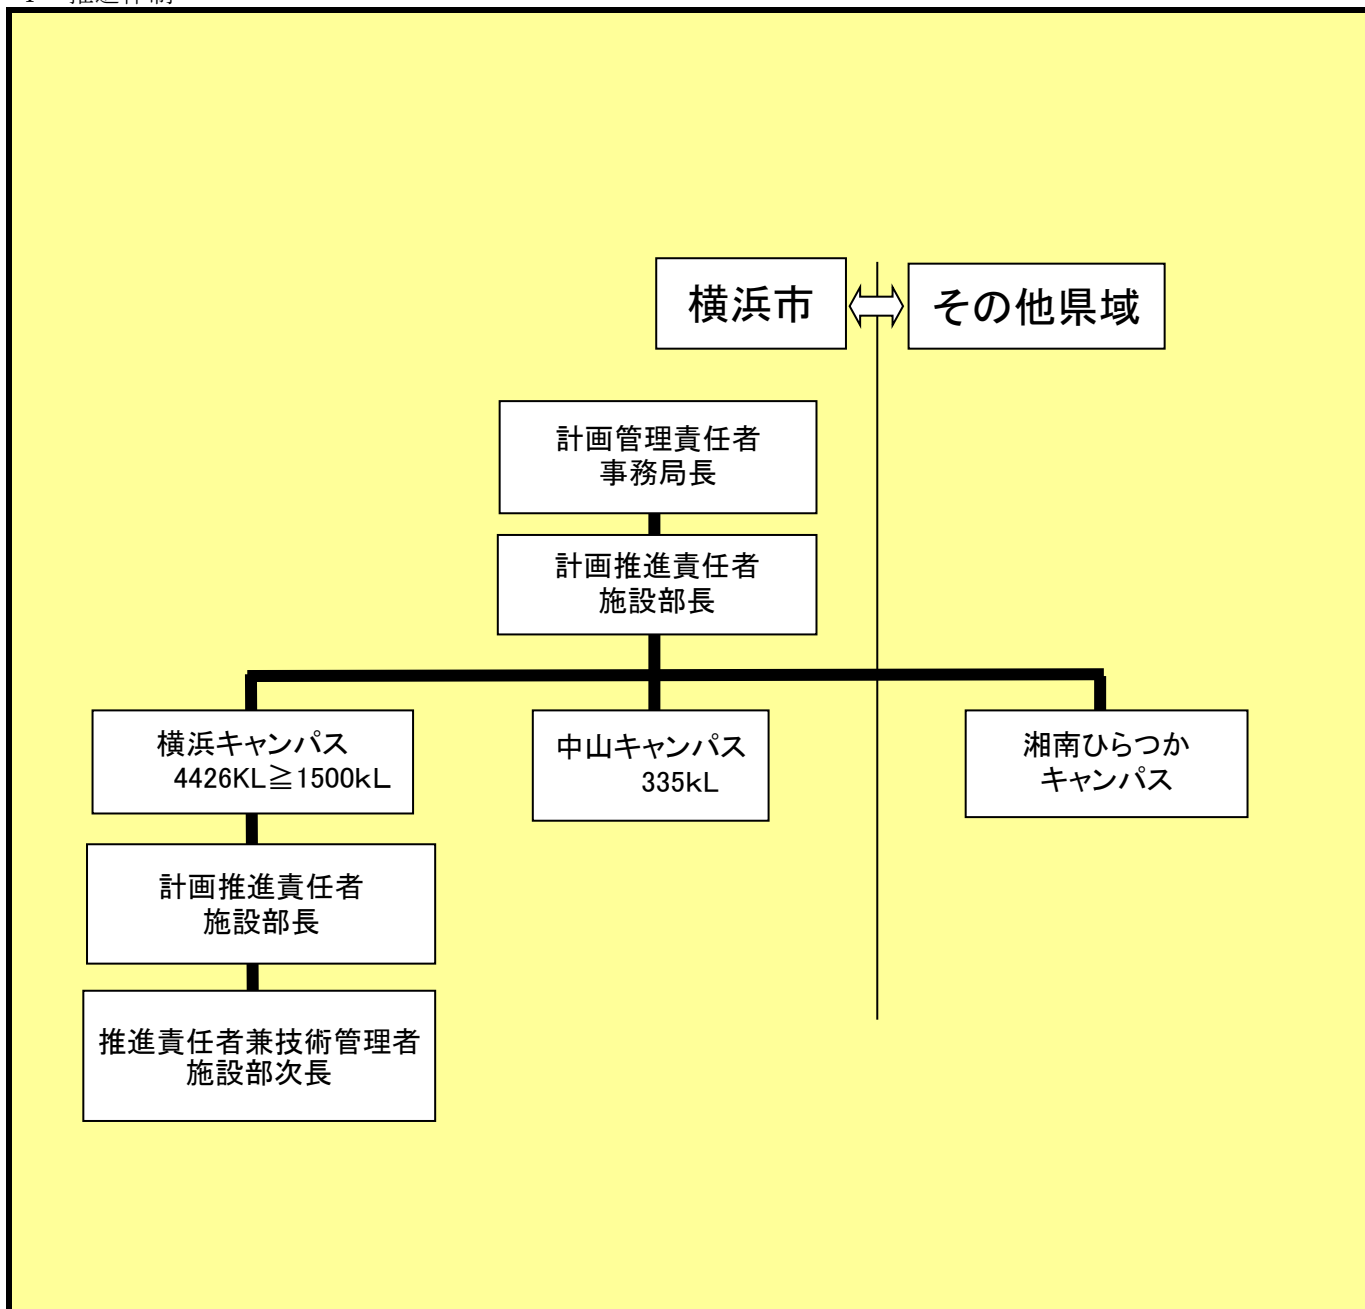 横浜市
その他県域
計画管理責任者
事務局長
計画推進責任者
施設部長
横浜キャンパス
4426KL≧1500kL
中山キャンパス
335kL
湘南ひらつか
キャンパス
計画推進責任者
施設部長
推進責任者兼技術管理者
施設部次長